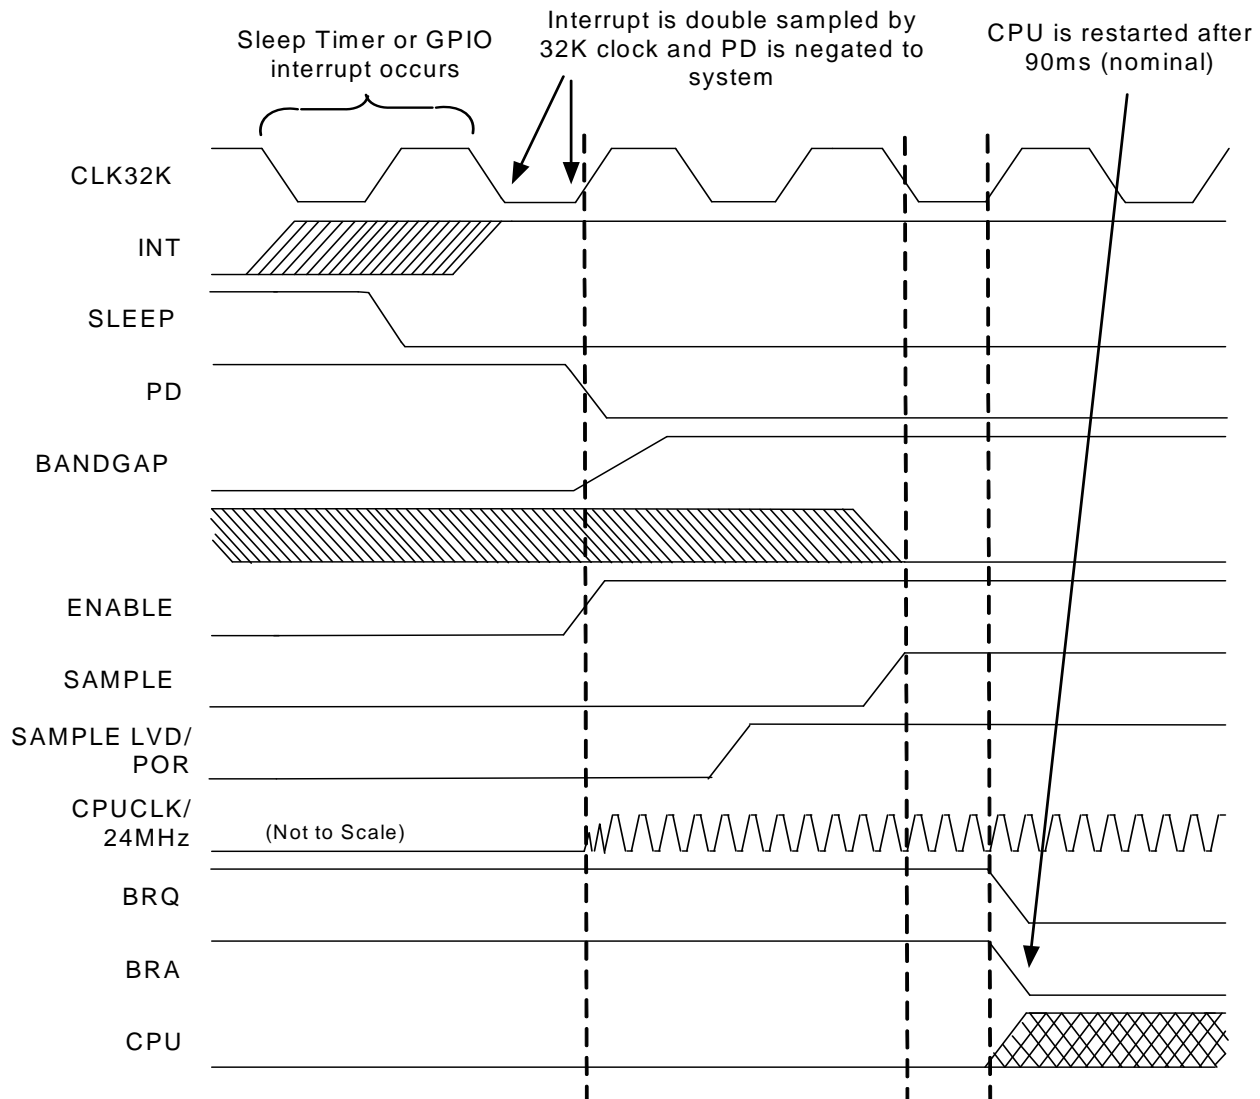 Sleep Timer or GPIO
interrupt occurs
Interrupt is double sampled by
32K clock and PD is negated to
system
CPU is restarted after
90ms (nominal)
CLK32K
INT
SLEEP
PD
BANDGAP
ENABLE
SAMPLE
SAMPLE LVD/
POR
CPUCLK/
24MHz
(Not to Scale)
BRQ
BRA
CPU